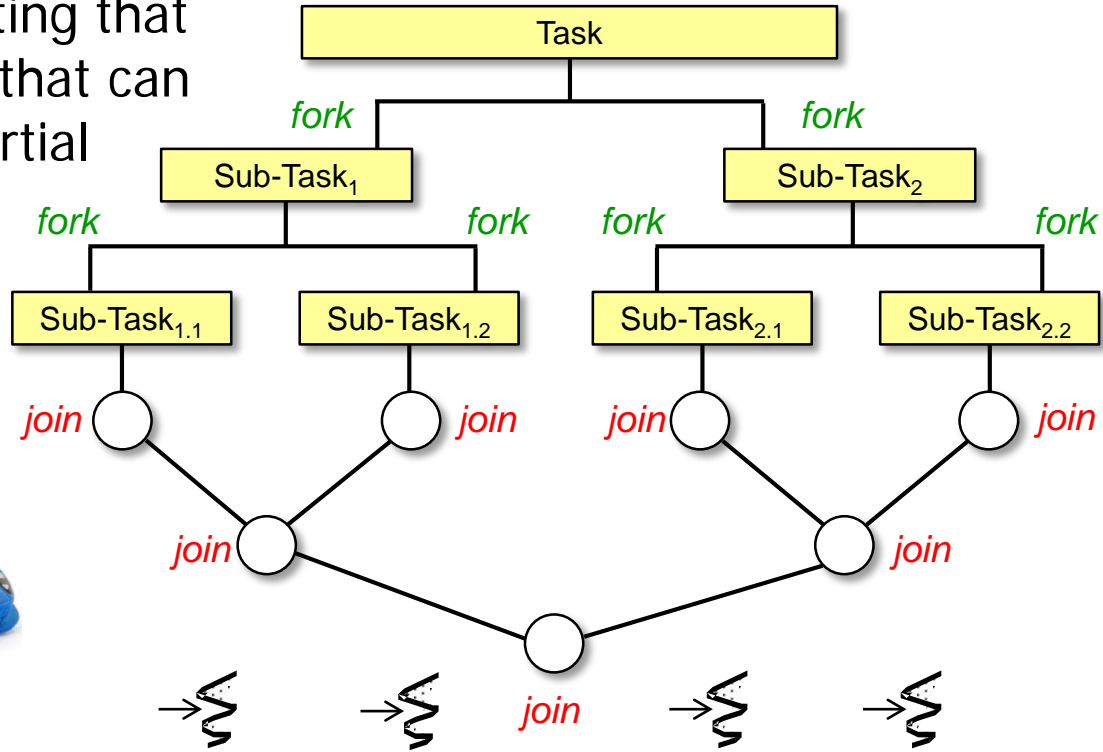 ting that
that can
rtial
Task
fork fork
Sub-Task1 Sub-Task2
fork fork fork fork
Sub-Task1.1 Sub-Task1.2 Sub-Task2.1 Sub-Task2.2
join join join join
join join
join